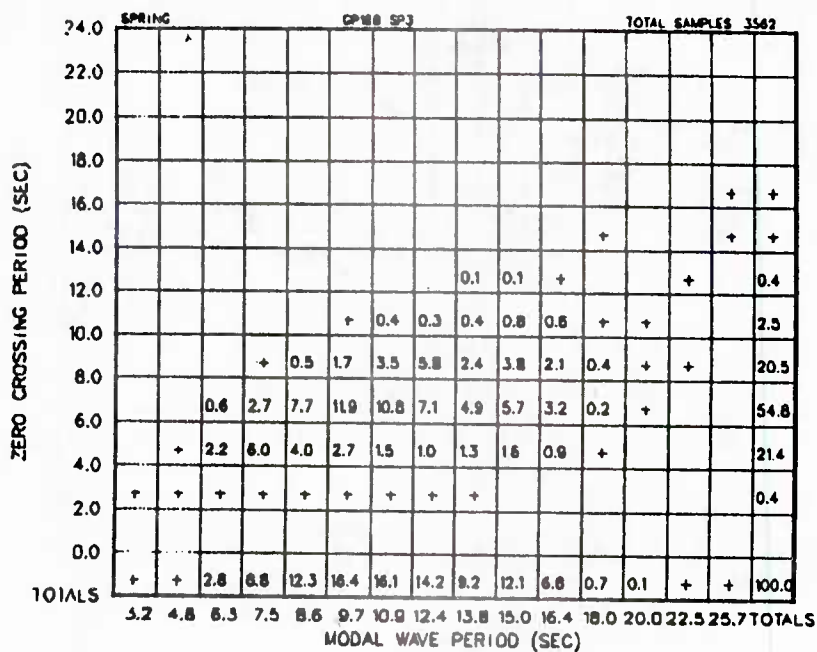 SPRING SP3 TOTAL SAMPLES 3562
24.0
22.0
20.0
18.0
+ +
16.0
+ + +
14.0
0.1 0.1 + + 0.4
12.0
+ 0.4 0.3 0.4 0.8 0.6 + + 2.5
10.0
+ 0.5 1.7 3.5 5.8 2.4 3.8 2.1 0.4 + + 20.5
8.0
0.6 2.7 7.7 11.9 10.8 7.1 4.9 5.7 3.2 0.2 + 54.8
6.0
+ 2.2 6.0 4.0 2.7 1.5 1.0 1.3 1.6 0.9 + 21.4
4.0
+ + + + + + + + + 0.4
2.0
0.0
+ + 2.8 8.8 12.3 16.4 16.1 14.2 9.2 12.1 6.8 0.7 0.1 + + 100.0
TOTALS
3.2 4.8 6.3 7.5 8.6 9.7 10.9 12.4 13.8 15.0 16.4 18.0 20.0 22.5 25.7 TOTALS
MODAL WAVE PERIOD (SEC)
ZERO CROSSING PERIOD (SEC)